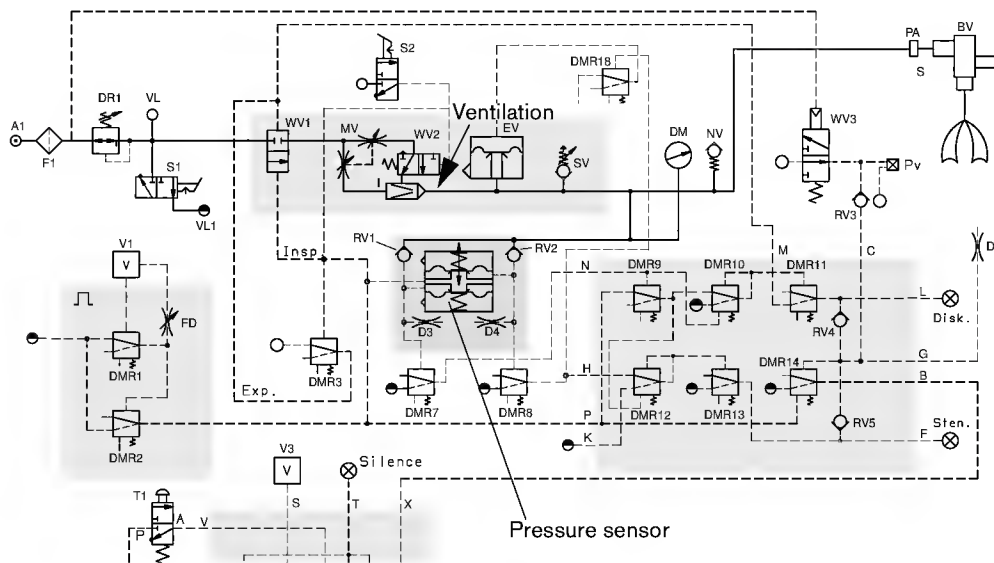 PA
BV
S
S2
DMR18
DR1
VL
Ventilation
A1
WV1
MV
WV2
EV
DM
NV
WV3
F1
S1
SV
I
Pv
VL1
RV3
RV1
RV2
Insp.
M
C
D
V1
N
DMR9
DMR10
DMR11
V
L
Disk.
FD
D3
D4
RV4
DMR1
DMR3
H
DMR14
G
B
Exp.
DMR7
DMR8
P
DMR12
DMR13
RV5
Sten.
F
DMR2
K
V3
Silence
V
T1
S
T
X
A
V
P
Pressure sensor